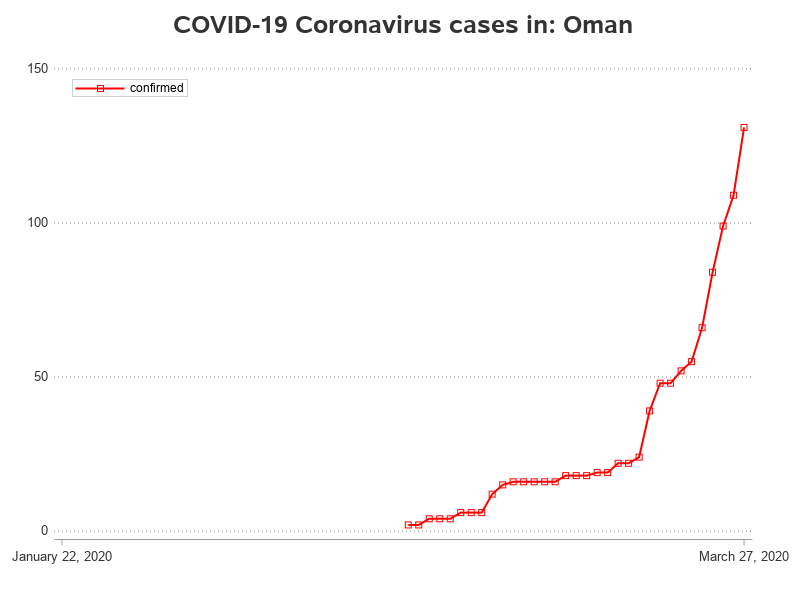 COVID-19 Coronavirus cases in: Oman
150
confirmed
100
50
0
January 22, 2020
March 27, 2020